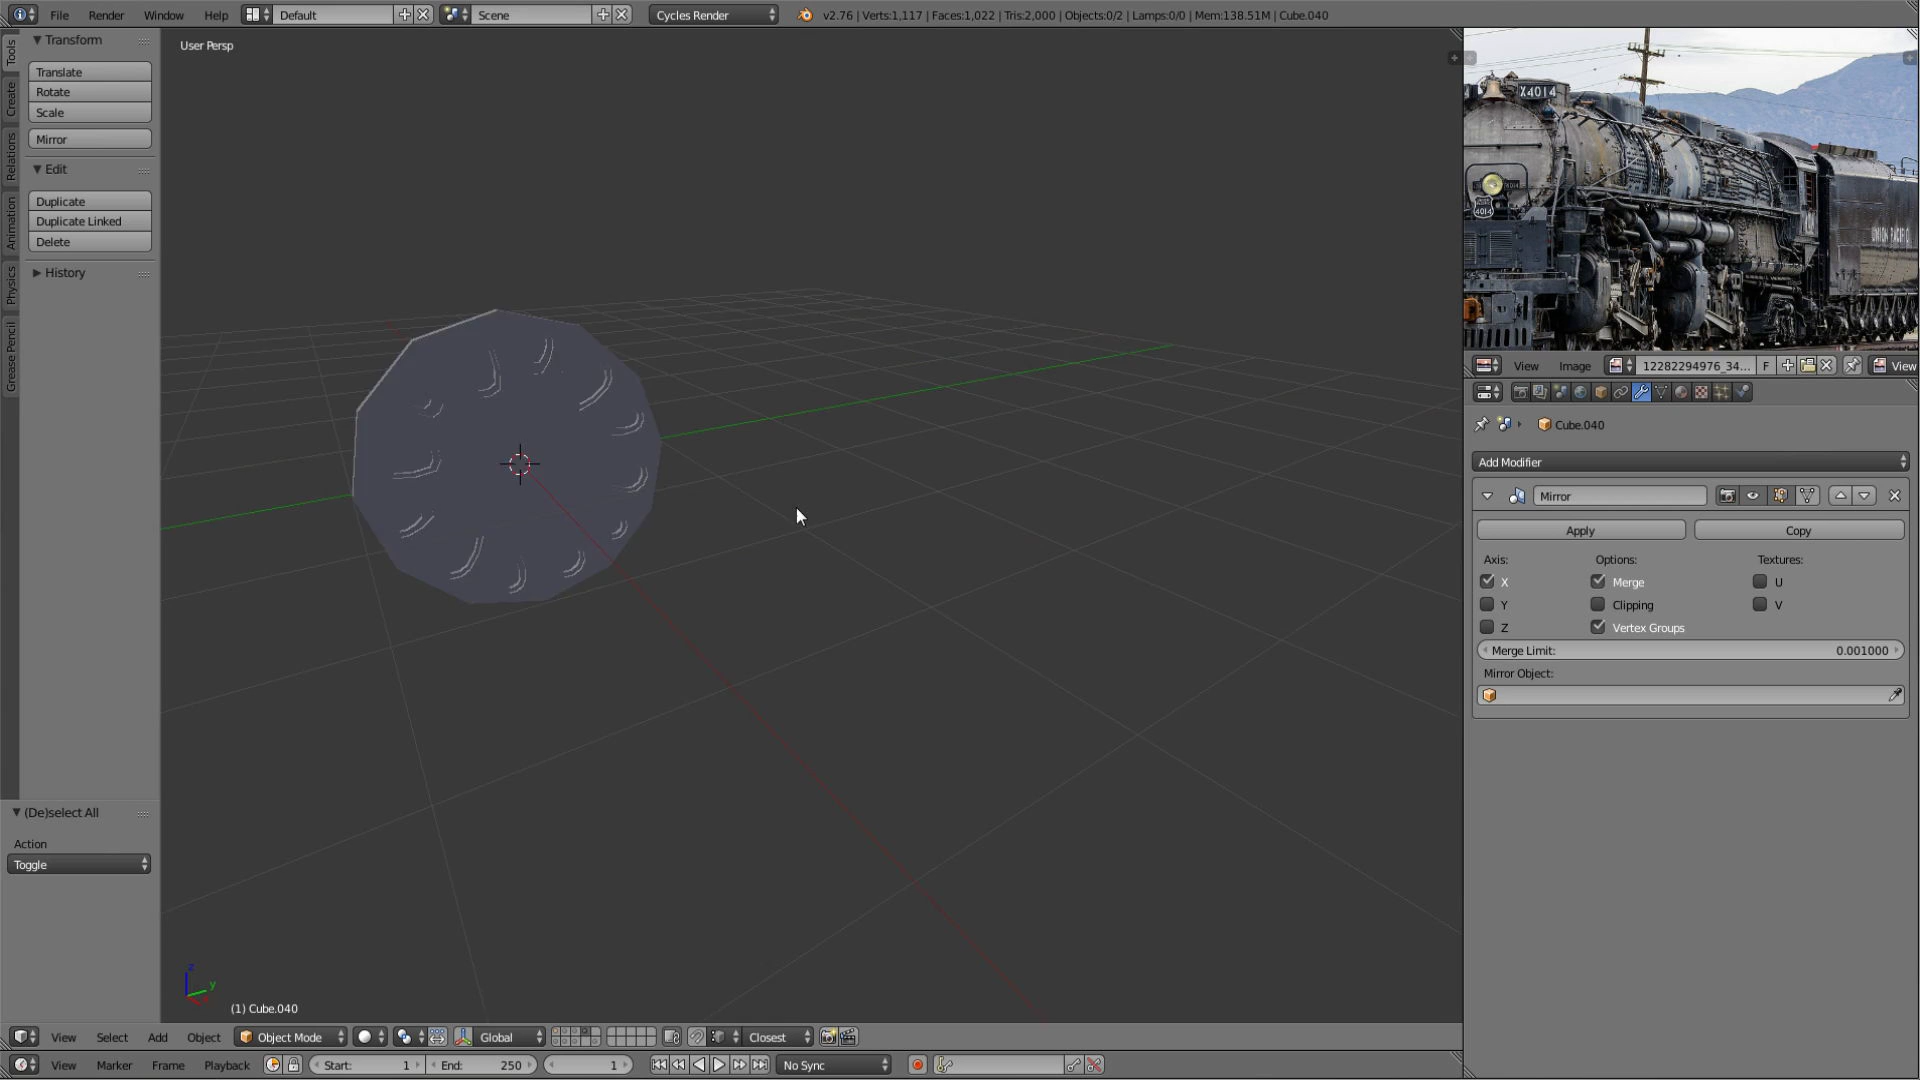 File Render Window Help Default Scene Cycles Render v2.76 | Verts:1,117 | Faces:1,022 | Tris:2,000 | Objects:0/2 | Lamps:0/0 | Mem:138.51M | Cube.040
Tools
Create
Relations
Animation
Physics
Grease Pencil
Transform
Translate
Rotate
Scale
Mirror
Edit
Duplicate
Duplicate Linked
Delete
History
(De)select All
Action
Toggle
User Persp
z
y
(1) Cube.040
X4014
4014
UNION PACIFIC
View Image 12282294976_34... F View
Cube.040
Add Modifier
Mirror
Apply Copy
Axis: Options: Textures:
X Merge U
Y Clipping V
Z Vertex Groups
Merge Limit: 0.001000
Mirror Object:
View Select Add Object Object Mode Global Closest
View Marker Frame Playback Start: 1 End: 250 1 No Sync